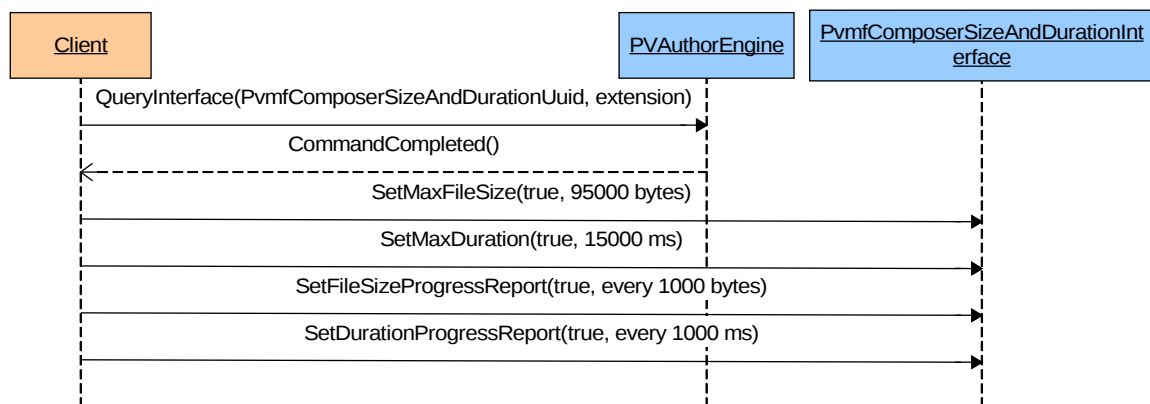 Client
PVAuthorEngine
PvmfComposerSizeAndDurationInt
erface
QueryInterface(PvmfComposerSizeAndDurationUuid, extension)
CommandCompleted()
SetMaxFileSize(true, 95000 bytes)
SetMaxDuration(true, 15000 ms)
SetFileSizeProgressReport(true, every 1000 bytes)
SetDurationProgressReport(true, every 1000 ms)